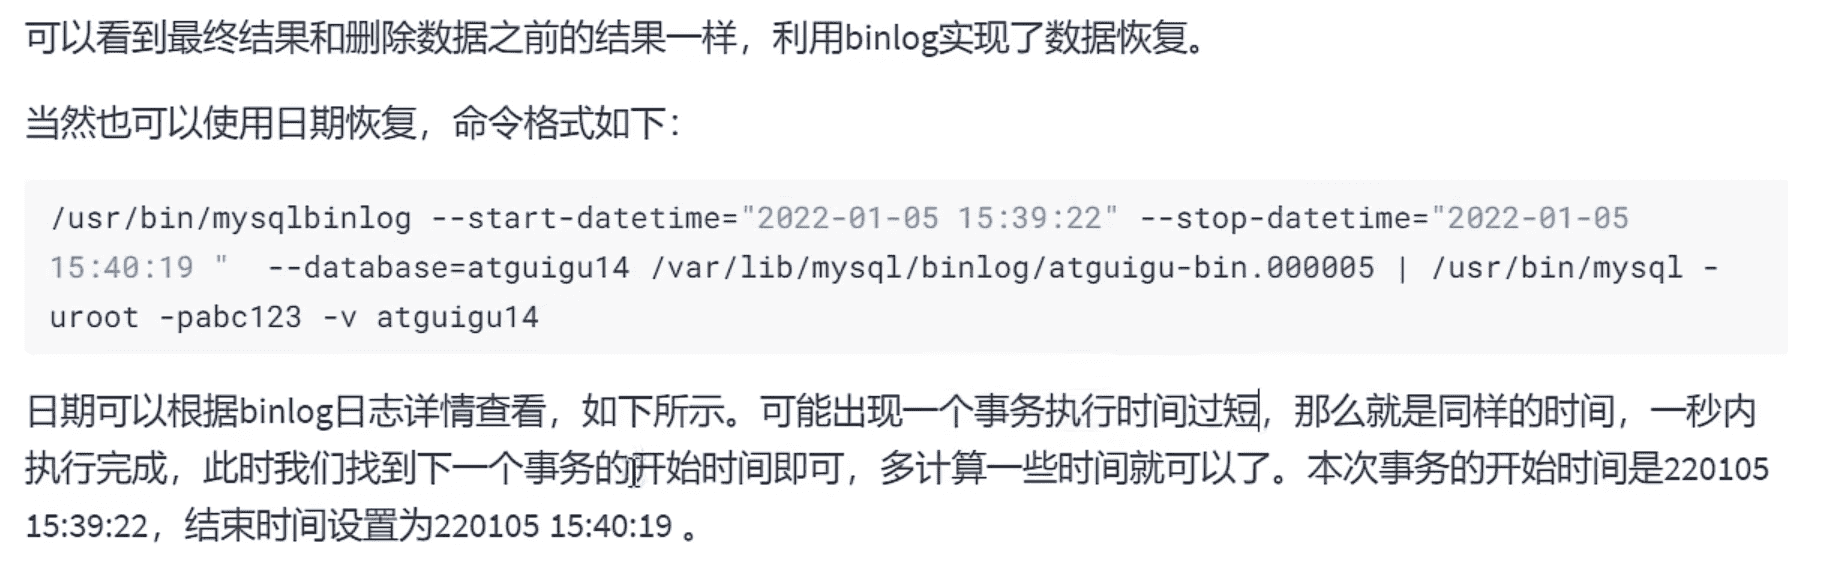 可以看到最终结果和删除数据之前的结果一样，利用binlog实现了数据恢复。
当然也可以使用日期恢复，命令格式如下：
/usr/bin/mysqlbinlog --start-datetime="2022-01-05 15:39:22" --stop-datetime="2022-01-05
15:40:19 "  --database=atguigu14 /var/lib/mysql/binlog/atguigu-bin.000005 | /usr/bin/mysql -
uroot -pabc123 -v atguigu14
日期可以根据binlog日志详情查看，如下所示。可能出现一个事务执行时间过短，那么就是同样的时间，一秒内
执行完成，此时我们找到下一个事务的开始时间即可，多计算一些时间就可以了。本次事务的开始时间是220105
15:39:22，结束时间设置为220105 15:40:19 。